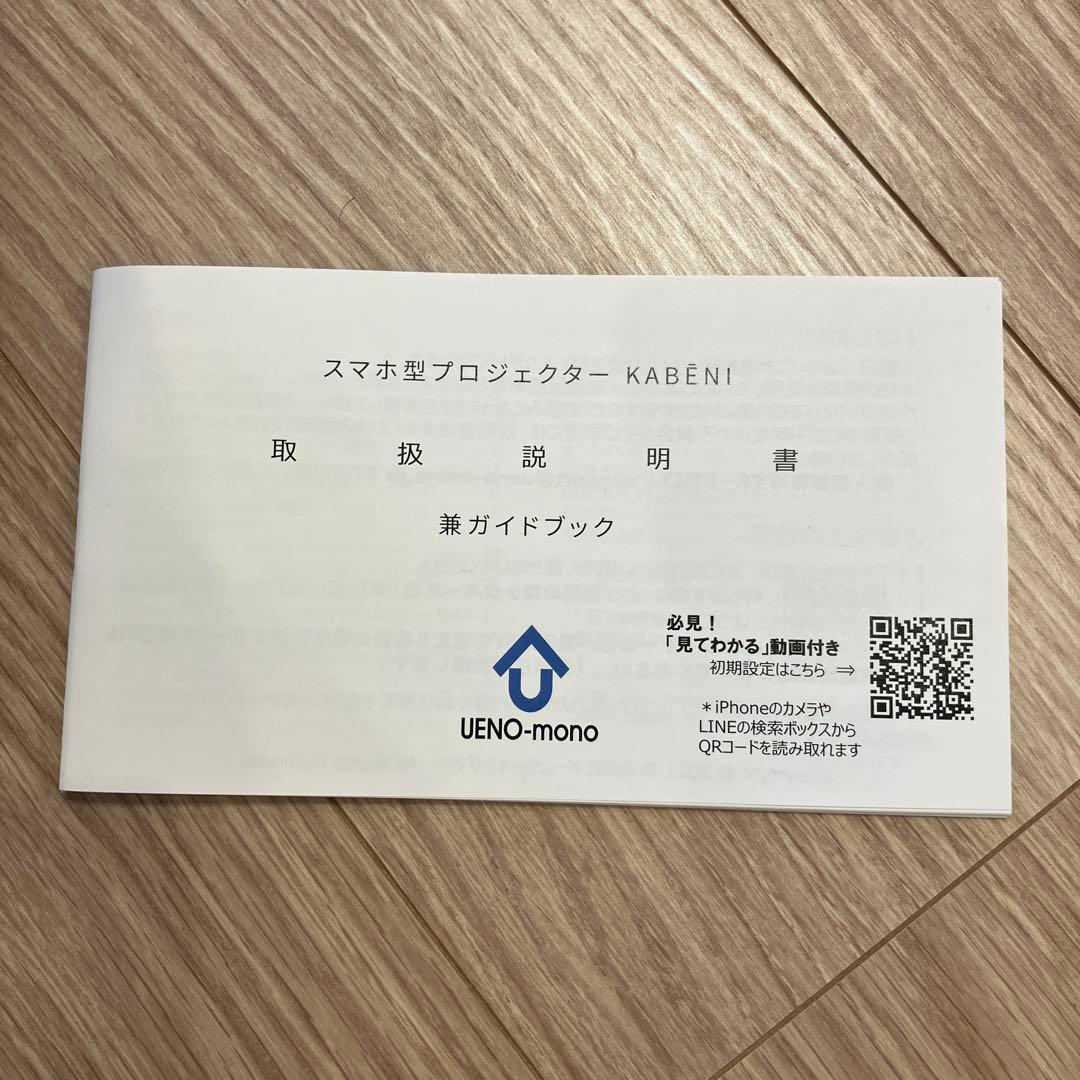 スマホ型プロジェクター KABĒNI
取扱説明書
兼ガイドブック
必見！
「見てわかる」動画付き
初期設定はこちら ⇒
＊iPhoneのカメラや
LINEの検索ボックスから
QRコードを読み取れます
U
UENO-mono